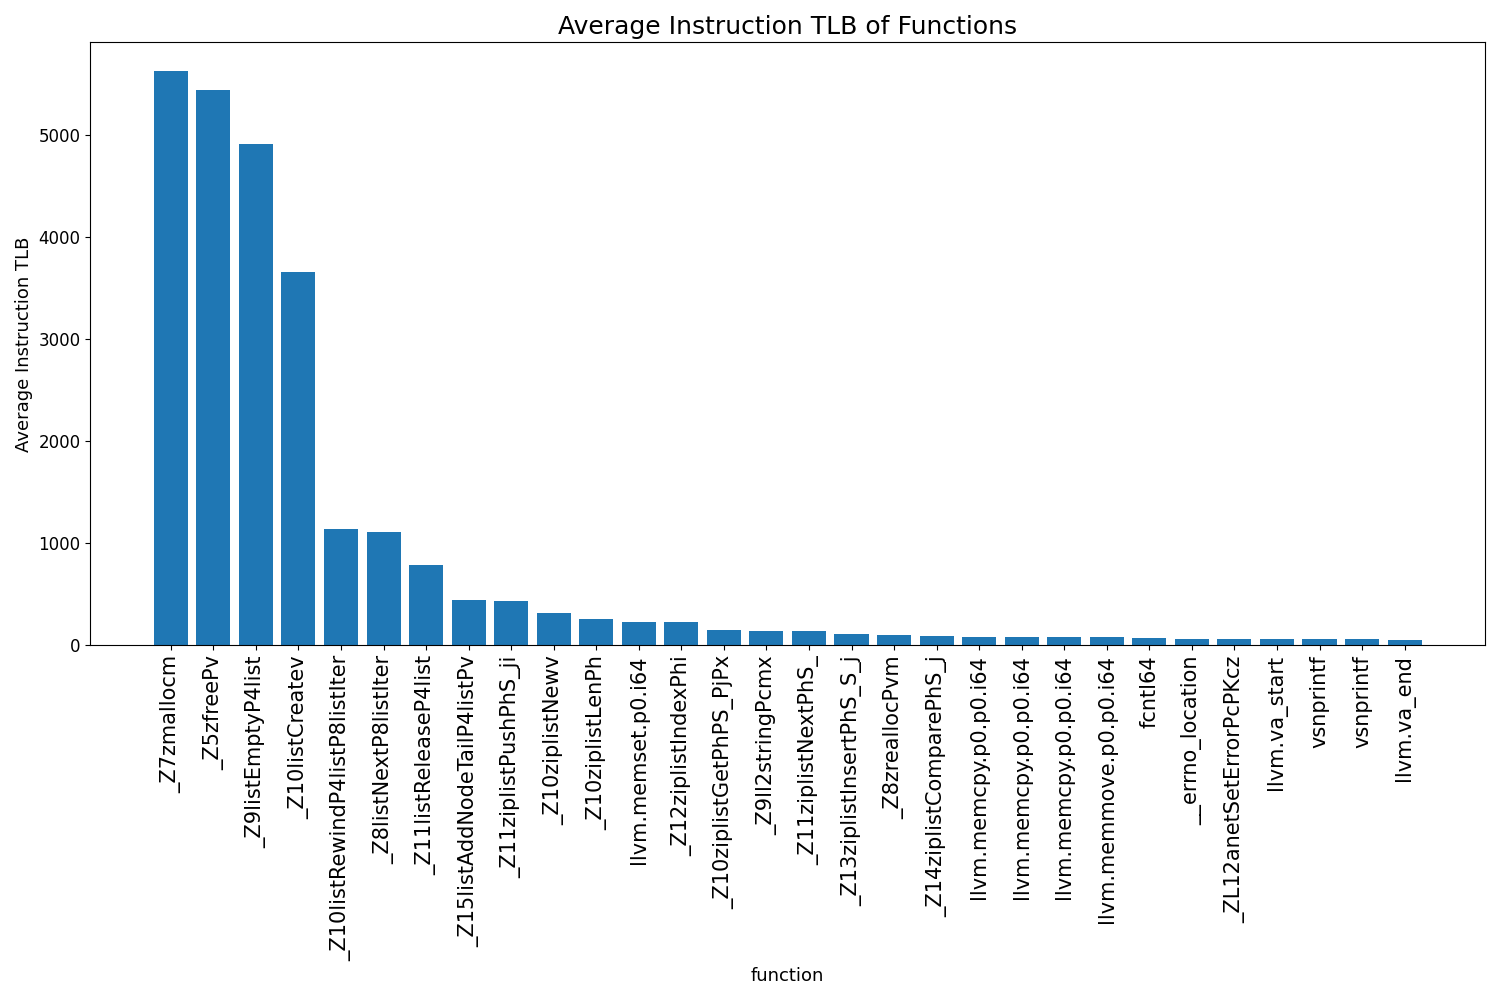 Average Instruction TLB of Functions
Average Instruction TLB
5000
4000
3000
2000
1000
0
_Z7zmallocm
_Z5zfreePv
_Z9listEmptyP4list
_Z10listCreatev
_Z10listRewindP4listP8listIter
_Z8listNextP8listIter
_Z11listReleaseP4list
_Z15listAddNodeTailP4listPv
_Z11ziplistPushPhS_ji
_Z10ziplistNewv
_Z10ziplistLenPh
llvm.memset.p0.i64
_Z12ziplistIndexPhi
_Z10ziplistGetPhPS_PjPx
_Z9ll2stringPcmx
_Z11ziplistNextPhS_
_Z13ziplistInsertPhS_S_j
_Z8zreallocPvm
_Z14ziplistComparePhS_j
llvm.memcpy.p0.p0.i64
llvm.memcpy.p0.p0.i64
llvm.memcpy.p0.p0.i64
llvm.memmove.p0.p0.i64
fcntl64
__errno_location
_ZL12anetSetErrorPcPKcz
llvm.va_start
vsnprintf
vsnprintf
llvm.va_end
function